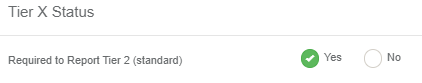 Tier X Status
Required to Report Tier 2 (standard) Yes No